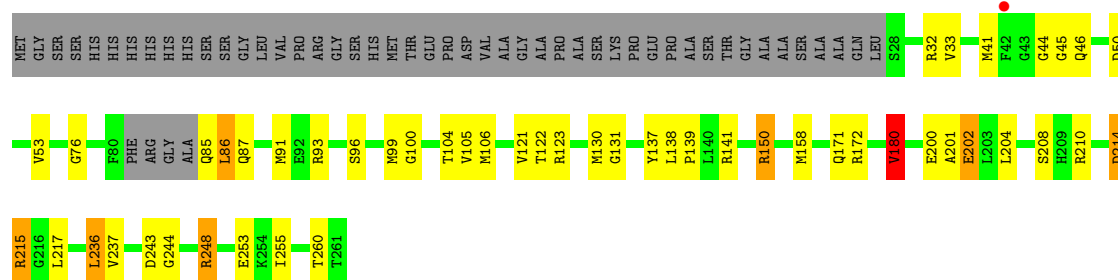 MET GLY SER SER HIS HIS HIS HIS HIS HIS SER SER GLY LEU VAL PRO ARG GLY SER HIS MET THR GLU PRO ASP VAL ALA GLY ALA PRO ALA SER LYS PRO GLU PRO ALA SER THR GLY ALA ALA SER ALA ALA GLN LEU S28 R32 V33 M41 F42 G43 G44 G45 Q46
V53 G76 F80 PHE ARG GLY ALA Q85 L86 Q87 M91 E92 R93 S96 M99 G100 T104 V105 M106 V121 T122 R123 M130 G131 Y137 L138 P139 L140 R141 R150 M158 Q171 R172 V180 E200 A201 E202 L203 L204 S208 H209 R210
R215 G216 L217 L236 V237 D243 G244 R248 E253 K254 I255 T260 T261